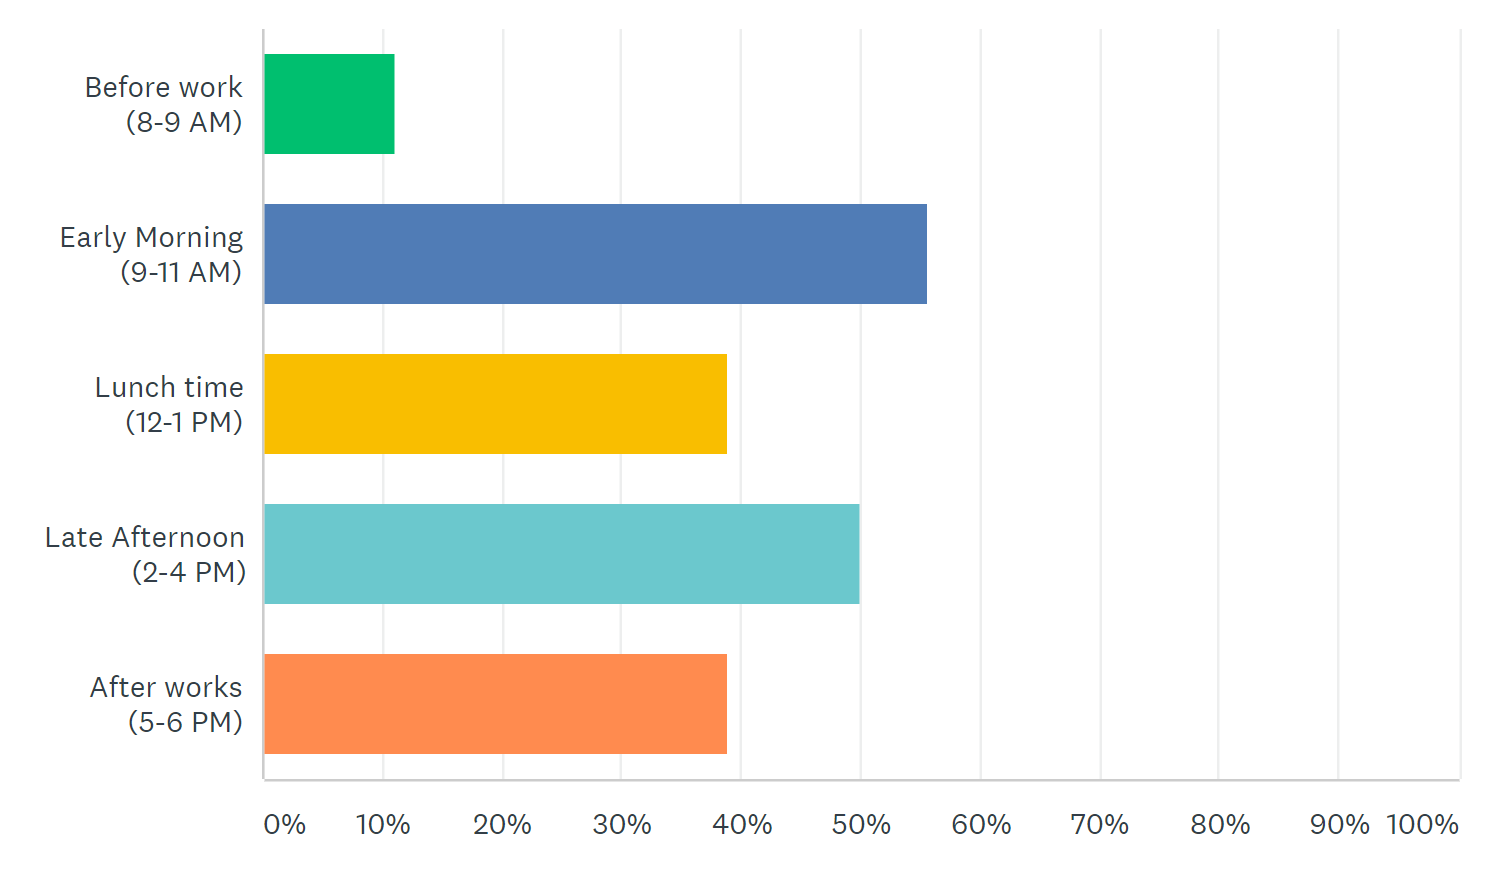 Before work
(8-9 AM)
Early Morning
(9-11 AM)
Lunch time
(12-1 PM)
Late Afternoon
(2-4 PM)
After works
(5-6 PM)
0% 10% 20% 30% 40% 50% 60% 70% 80% 90% 100%